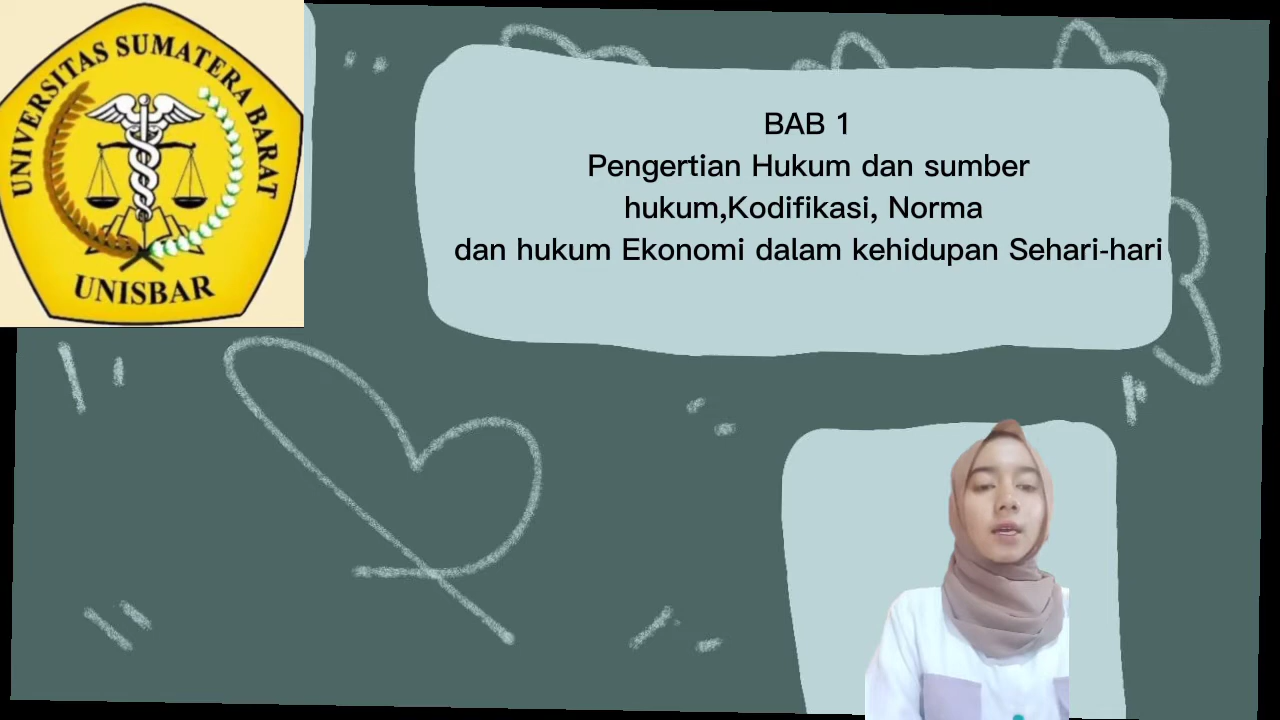 UNIVERSITAS SUMATERA BARAT
UNISBAR
BAB 1
Pengertian Hukum dan sumber
hukum,Kodifikasi, Norma
dan hukum Ekonomi dalam kehidupan Sehari-hari